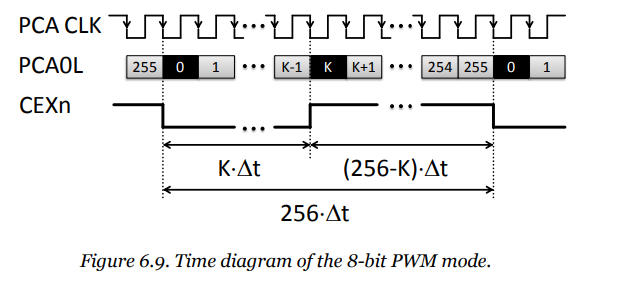 PCA CLK ...
PCA0L 255 0 1 ... K-1 K K+1 ... 254 255 0 1
CEXn ... ...
K·Δt (256-K)·Δt
256·Δt
Figure 6.9. Time diagram of the 8-bit PWM mode.